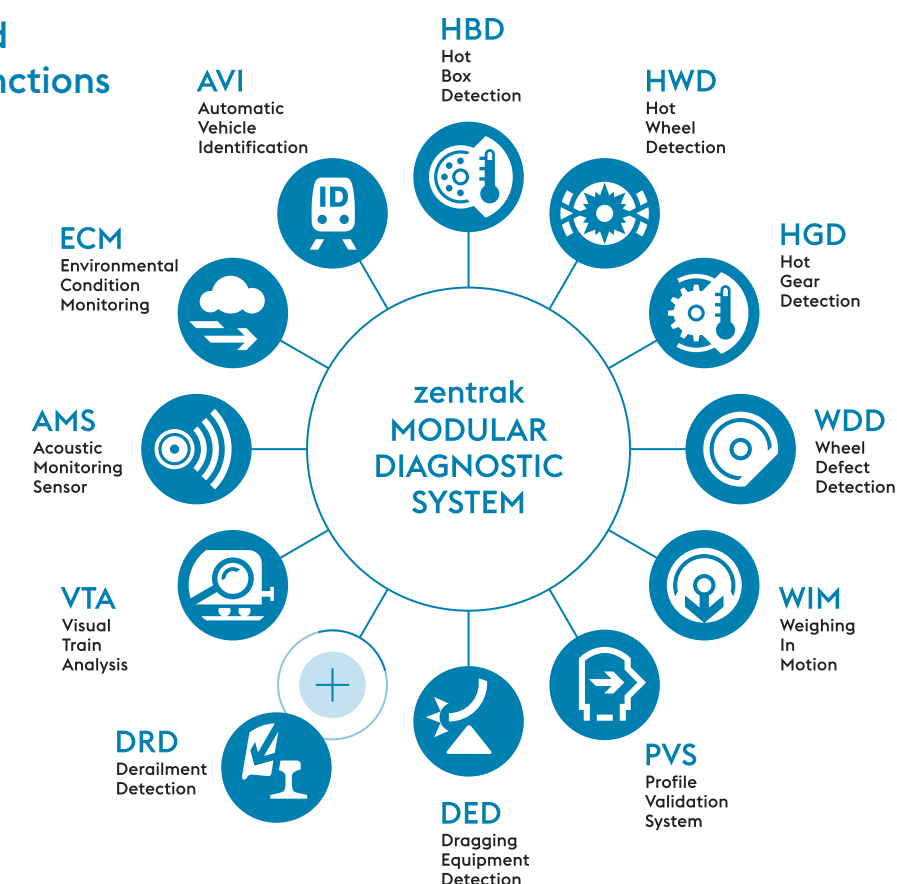 HBD
Hot
Box
Detection
AVI
Automatic
Vehicle
Identification
HWD
Hot
Wheel
Detection
ECM
Environmental
Condition
Monitoring
ID
HGD
Hot
Gear
Detection
zentrak
MODULAR
DIAGNOSTIC
SYSTEM
AMS
Acoustic
Monitoring
Sensor
WDD
Wheel
Defect
Detection
VTA
Visual
Train
Analysis
WIM
Weighing
In
Motion
DRD
Derailment
Detection
PVS
Profile
Validation
System
DED
Dragging
Equipment
Detection